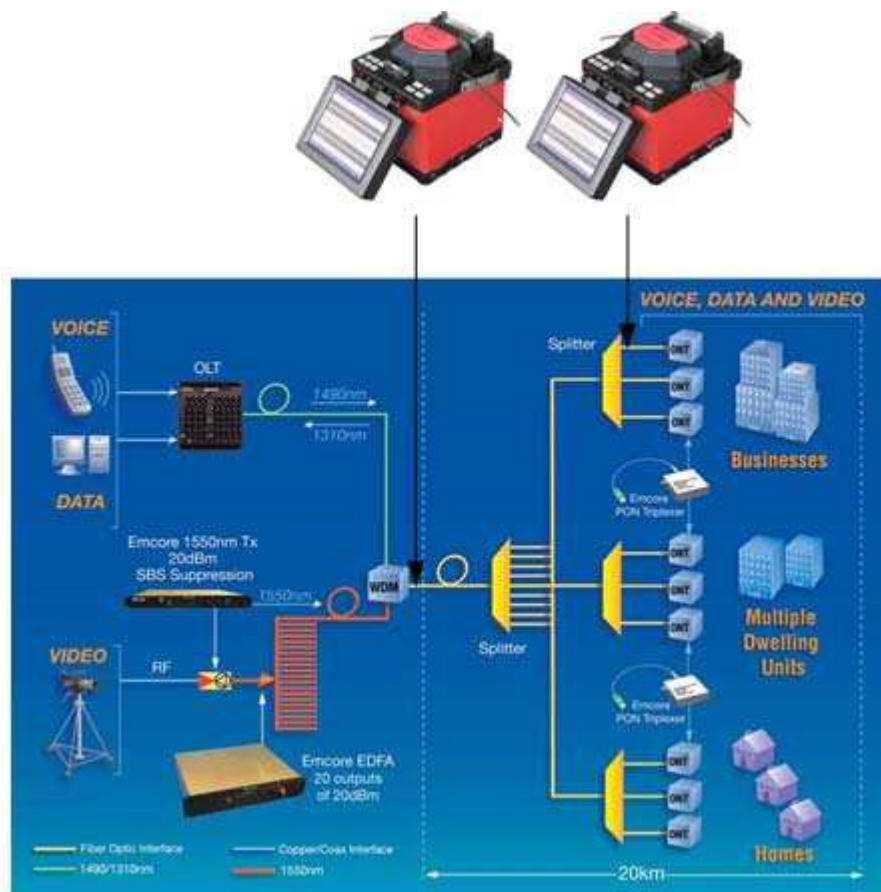 VOICE, DATA AND VIDEO
VOICE
OLT
Splitter
1490nm
1310nm
ONT
ONT
ONT
Businesses
DATA
Emcore
PON Triplexer
Emcore 1550nm Tx
20dBm
SBS Suppression
1550nm
WDM
ONT
ONT
ONT
Multiple
Dwelling
Units
Splitter
VIDEO
RF
Emcore
PON Triplexer
Emcore EDFA
20 outputs
of 20dBm
ONT
ONT
ONT
Homes
Fiber Optic Interface
Copper/Coax Interface
1490/1310nm
1550nm
20km